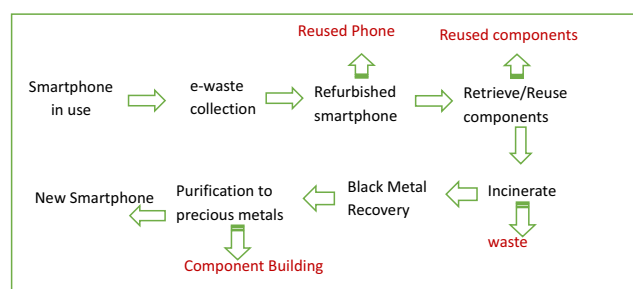 Reused Phone
Reused components
Smartphone
in use
e-waste
collection
Refurbished
smartphone
Retrieve/Reuse
components
New Smartphone
Purification to
precious metals
Black Metal
Recovery
Incinerate
waste
Component Building